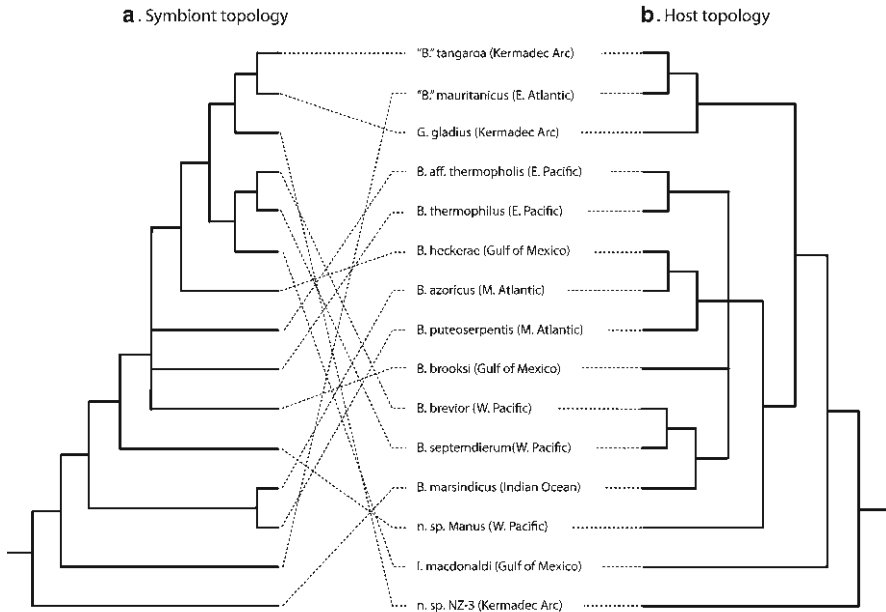 a. Symbiont topology
b. Host topology
"B." tangaroa (Kermadec Arc)
"B." mauritanicus (E. Atlantic)
G. gladius (Kermadec Arc)
B. aff. thermopholis (E. Pacific)
B. thermophilus (E. Pacific)
B. heckerae (Gulf of Mexico)
B. azoricus (M. Atlantic)
B. puteoserpentis (M. Atlantic)
B. brooksi (Gulf of Mexico)
B. brevior (W. Pacific)
B. septemdierum(W. Pacific)
B. marsindicus (Indian Ocean)
n. sp. Manus (W. Pacific)
I. macdonaldi (Gulf of Mexico)
n. sp. NZ-3 (Kermadec Arc)